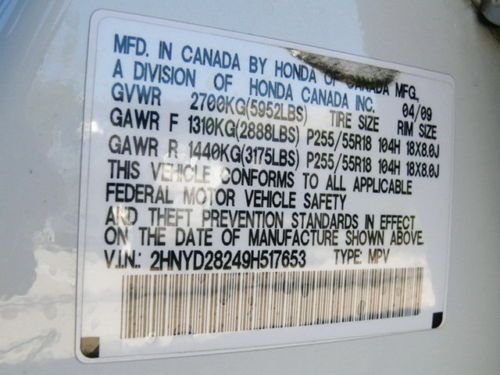 MFD. IN CANADA BY HONDA OF CANADA MFG.
A DIVISION OF HONDA CANADA INC. 04/09
GVWR 2700KG(5952LBS) TIRE SIZE RIM SIZE
GAWR F 1310KG(2888LBS) P255/55R18 104H 18X8.0J
GAWR R 1440KG(3175LBS) P255/55R18 104H 18X8.0J
THIS VEHICLE CONFORMS TO ALL APPLICABLE
FEDERAL MOTOR VEHICLE SAFETY
AND THEFT PREVENTION STANDARDS IN EFFECT
ON THE DATE OF MANUFACTURE SHOWN ABOVE.
V.I.N.: 2HNYD28249H517653 TYPE: MPV